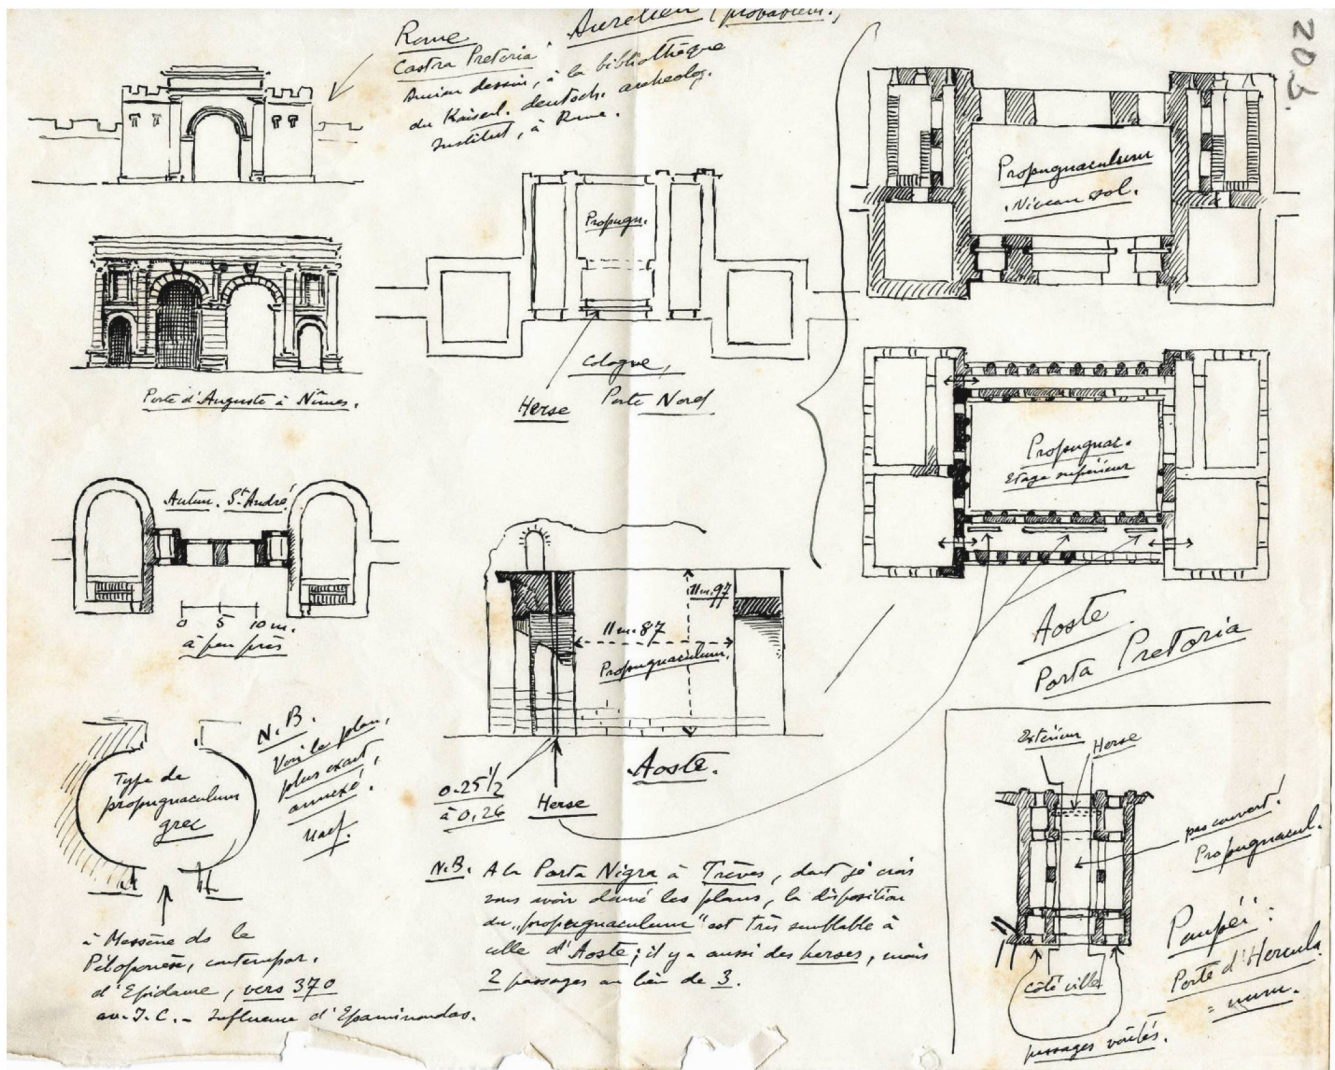 Rome
Aurélien (probablem.)
"Castra Pretoria"
Ancien dessin, à la bibliothèque
du Kaiserl. deutsch. archeolog.
Institut, à Rome.
203.
Porte d'Auguste à Nîmes.
Propugn.
Herse
Cologne,
Porte Nord
Propugnaculum
Niveau sol.
Propugnac.
Etage supérieur
Aoste
Porta Pretoria
Autun. St André
0 5 10 m.
à peu près
11m.97
11m.87
Propugnaculum.
Aoste.
0.25 1/2
à 0,26
Herse
Type de
propugnaculum
grec
N.B.
Voir le plan,
plus exact,
annexé.
Naef.
à Messène ds le
Péloponèse, contempor.
d'Epidaure, vers 370
av. J.C. - Influence d'Epaminondas.
N.B. A la Porta Nigra à Trèves, dont je crois
vous avoir donné les plans, la disposition
du "propugnaculum" est très semblable à
celle d'Aoste; il y a aussi des herses, mais
2 passages au lieu de 3.
Extérieur
Herse
pas couvert.
Propugnacul.
Pompéi :
Porte d'Hercula
= num.
Côté ville
passages voûtés.